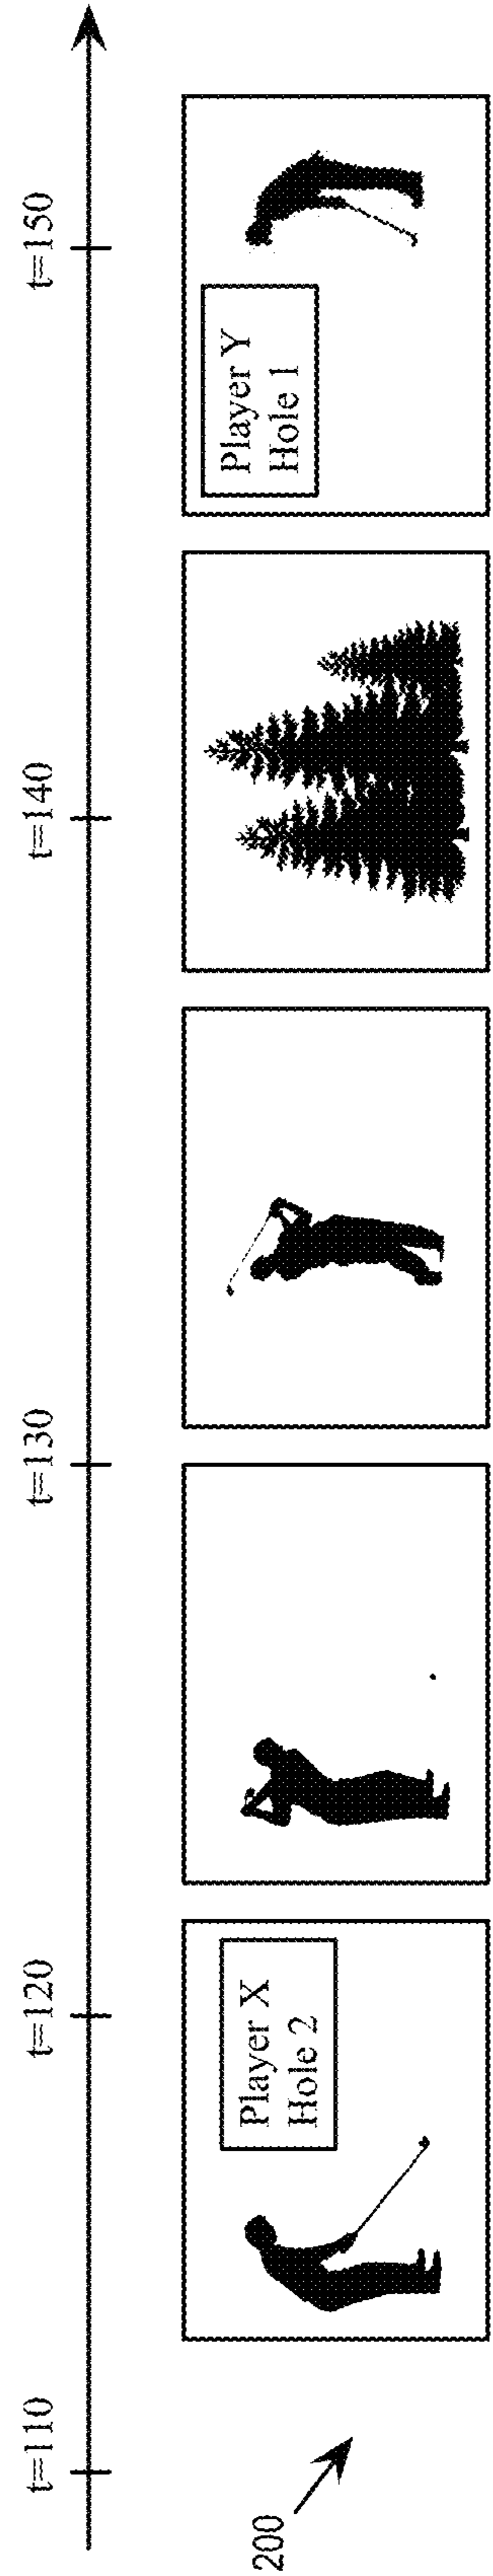 t=110
t=120
t=130
t=140
t=150
200
Player X
Hole 2
Player Y
Hole 1